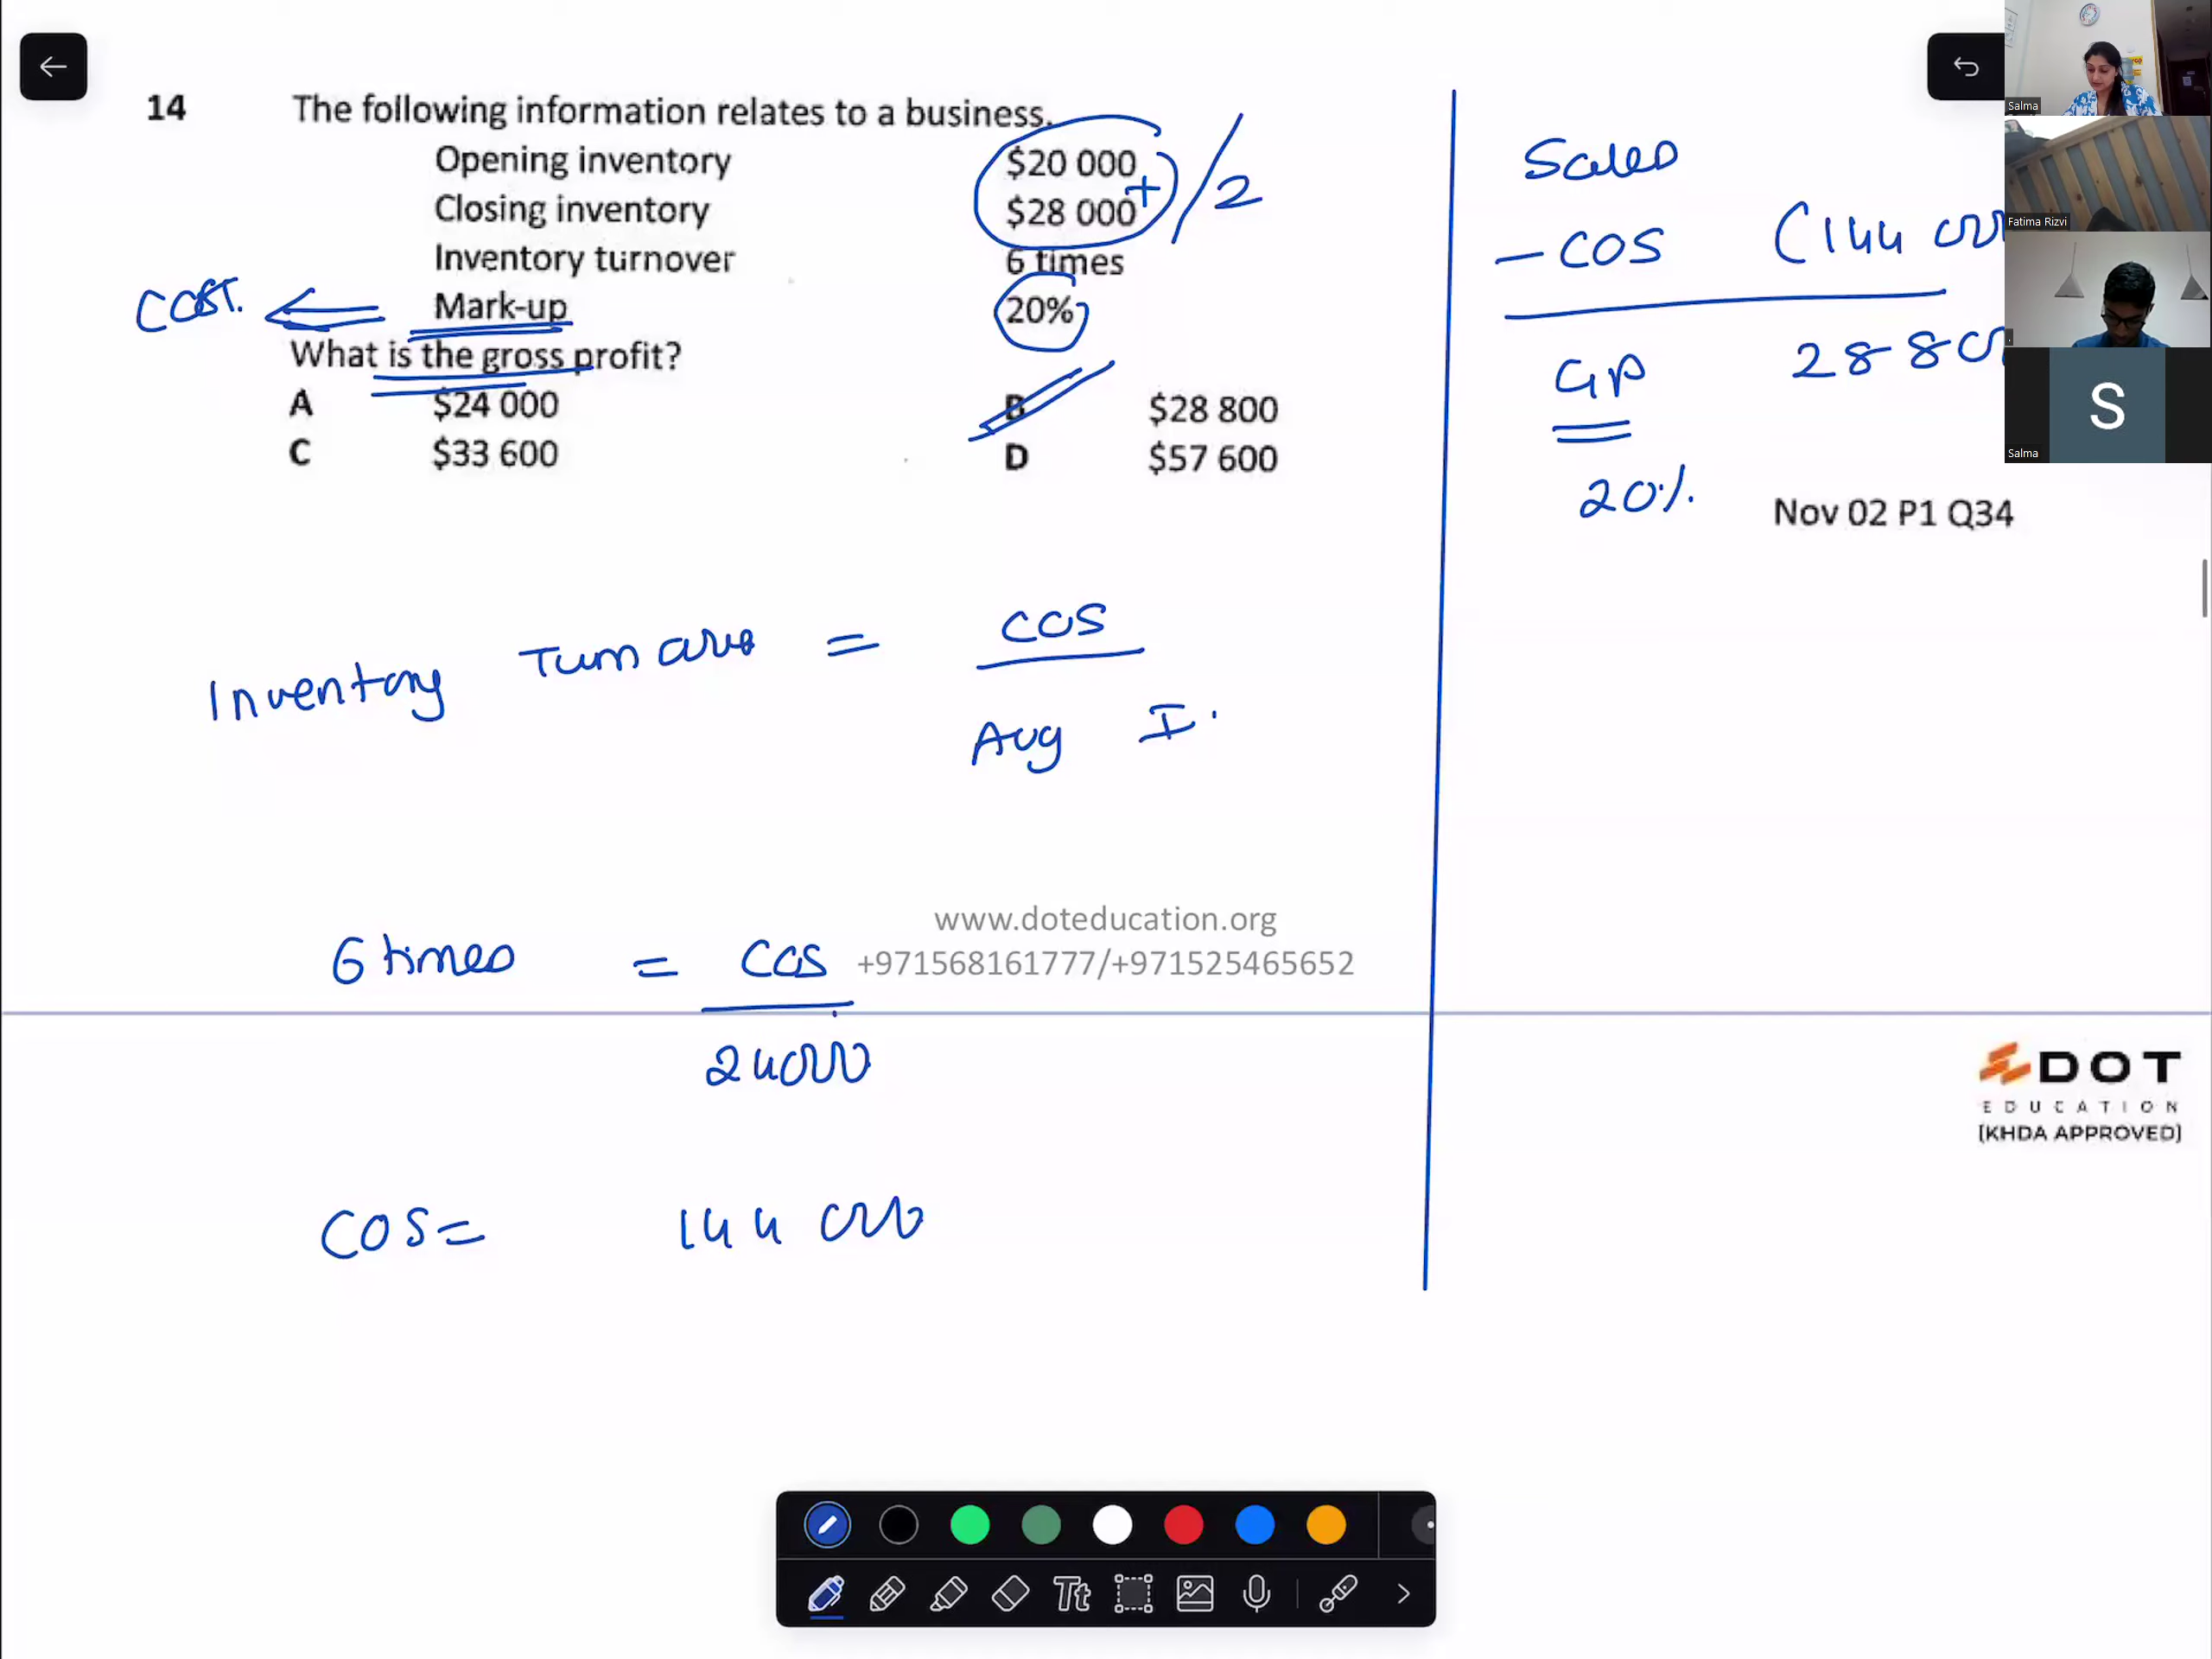 14 The following information relates to a business.
Opening inventory $20 000
Closing inventory $28 000
Inventory turnover 6 times
Mark-up 20%
What is the gross profit?
A $24 000 B $28 800
C $33 600 D $57 600
Nov 02 P1 Q34
+ / 2
COST.
Inventory = COS
Avg I.
6 times = COS
24000
COS = 144 000
Sales
- COS (144
GP 288
20%
www.doteducation.org
+971568161777/+971525465652
DOT
EDUCATION
(KHDA APPROVED)
Salma
Fatima Rizvi
S
Salma
Tt